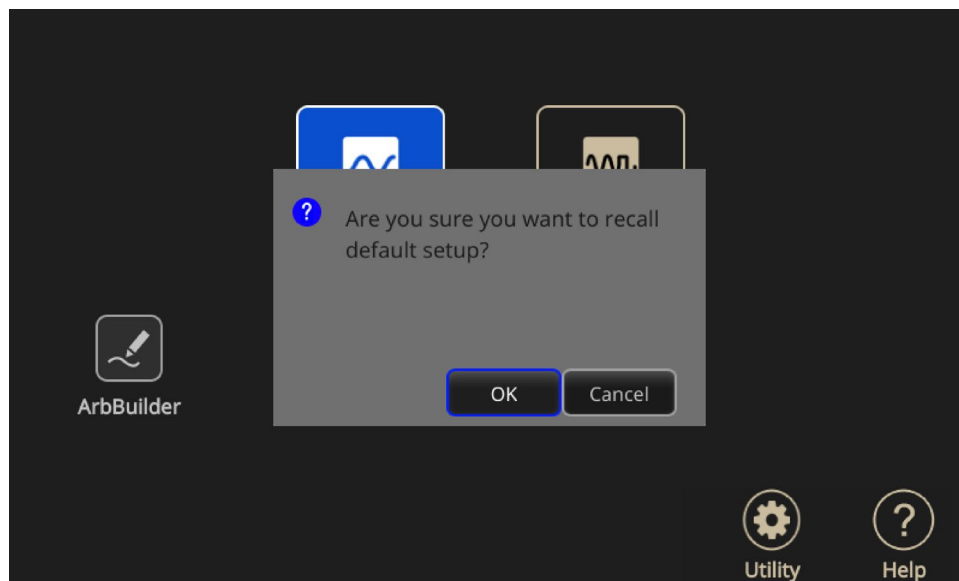 Are you sure you want to recall
default setup?
OK
Cancel
ArbBuilder
Utility
Help